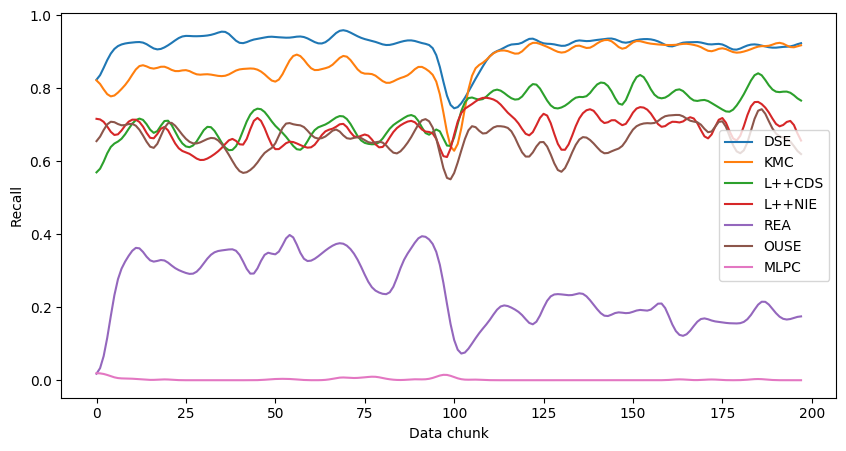 1.0
0.8
0.6
0.4
0.2
0.0
Recall
0
25
50
75
100
125
150
175
200
Data chunk
DSE
KMC
L++CDS
L++NIE
REA
OUSE
MLPC